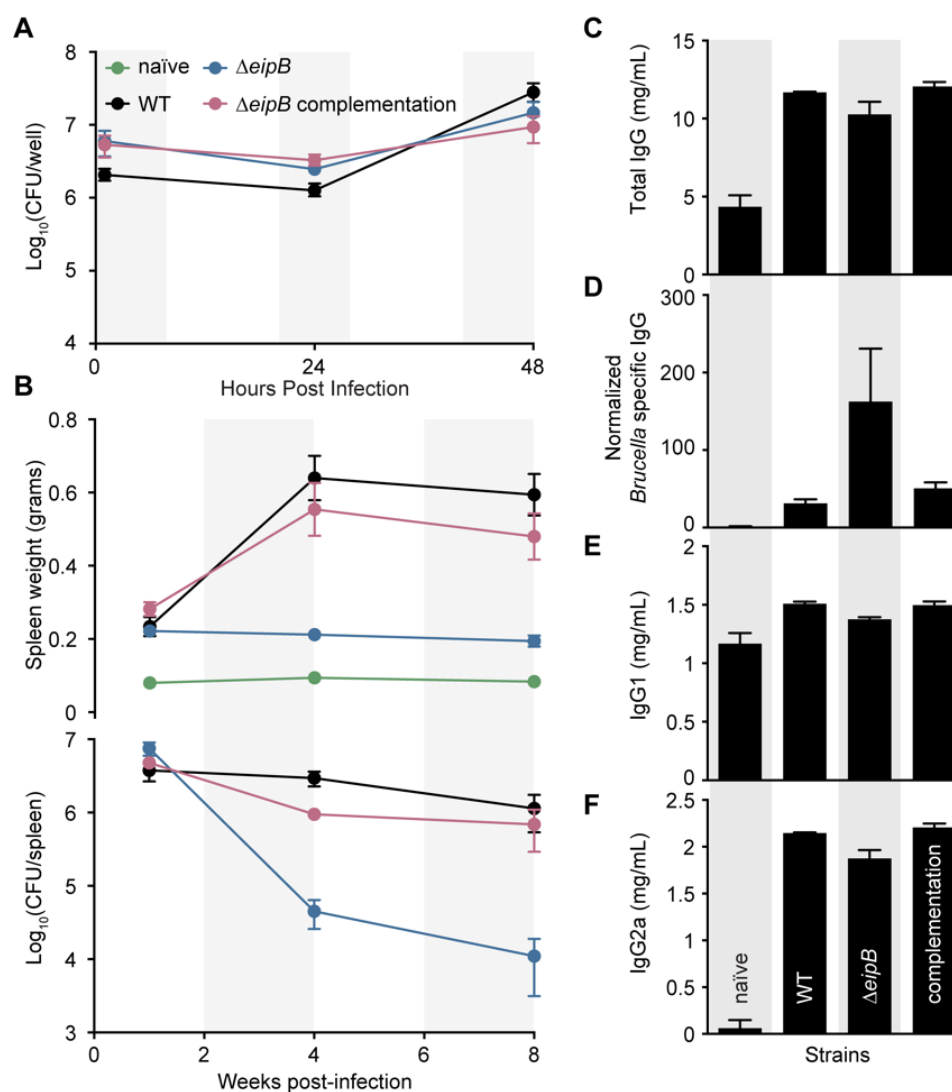 A
naïve ΔeipB
WT ΔeipB complementation
Log10(CFU/well)
8
7
6
5
4
0 24 48
Hours Post Infection
B
Spleen weight (grams)
0.8
0.6
0.4
0.2
0
Log10(CFU/spleen)
7
6
5
4
3
0 2 4 6 8
Weeks post-infection
C
Total IgG (mg/mL)
15
10
5
0
D
Normalized
Brucella specific IgG
300
200
100
0
E
IgG1 (mg/mL)
2
1.5
1
0.5
0
F
IgG2a (mg/mL)
2.5
2
1.5
1
0.5
0
naïve
WT
ΔeipB
complementation
Strains